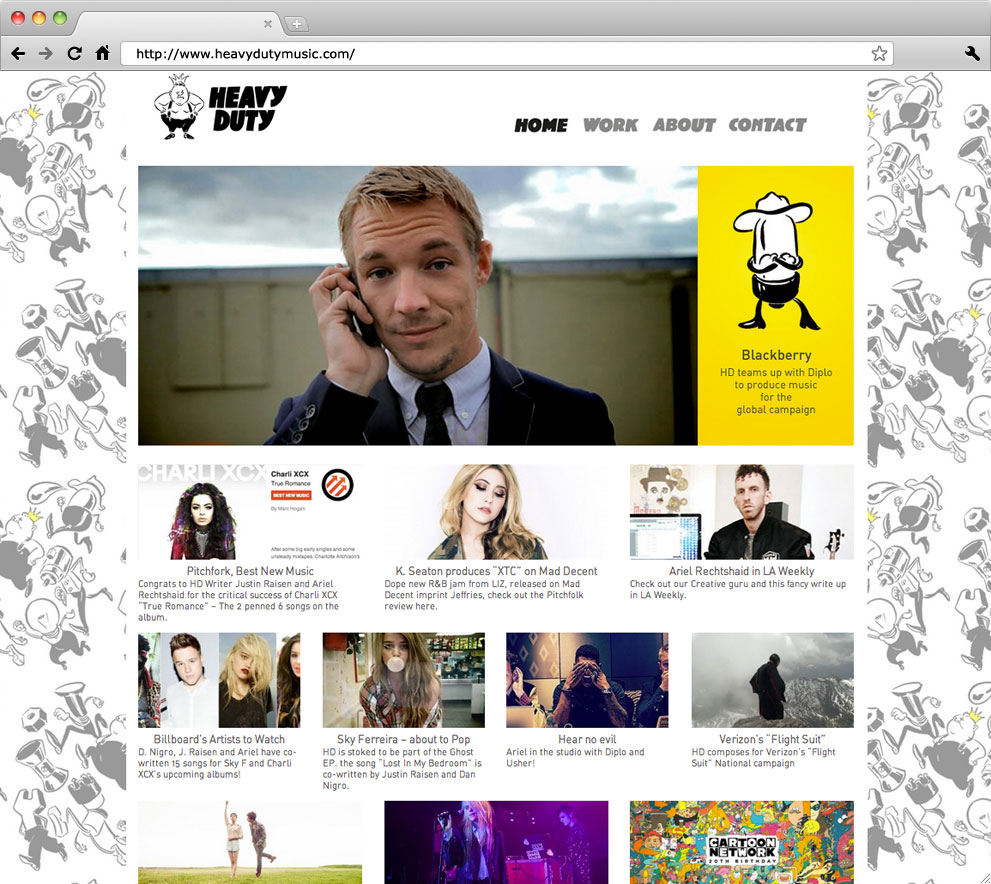 http://www.heavydutymusic.com/
HEAVY
DUTY
HOME WORK ABOUT CONTACT
Blackberry
HD teams up with Diplo
to produce music
for the
global campaign
CHARLI XCX
Charli XCX
True Romance
BEST NEW MUSIC
By Marc Hogan
After some big early singles and some
unsteady mixtapes, Charlotte Aitchison's
Pitchfork, Best New Music
Congrats to HD Writer Justin Raisen and Ariel
Rechtshaid for the critical success of Charli XCX
"True Romance" – The 2 penned 6 songs on the
album.
K. Seaton produces "XTC" on Mad Decent
Dope new R&B jam from LIZ, released on Mad
Decent imprint Jeffries, check out the Pitchfolk
review here.
Ariel Rechtshaid in LA Weekly
Check out our Creative guru and this fancy write up
in LA Weekly.
Billboard's Artists to Watch
D. Nigro, J. Raisen and Ariel have co-
written 15 songs for Sky F and Charli
XCX's upcoming albums!
Sky Ferreira – about to Pop
HD is stoked to be part of the Ghost
EP. the song "Lost In My Bedroom" is
co-written by Justin Raisen and Dan
Nigro.
Hear no evil
Ariel in the studio with Diplo and
Usher!
Verizon's "Flight Suit"
HD composes for Verizon's "Flight
Suit" National campaign
CARTOON
NETWORK
20TH BIRTHDAY